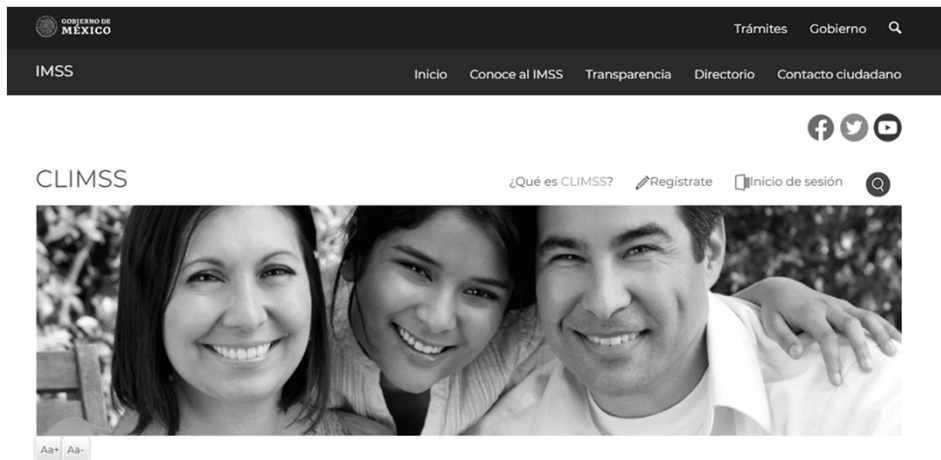 GOBIERNO DE
MÉXICO
Trámites Gobierno
IMSS
Inicio Conoce al IMSS Transparencia Directorio Contacto ciudadano
CLIMSS
¿Qué es CLIMSS? Regístrate Inicio de sesión
Aa+ Aa-